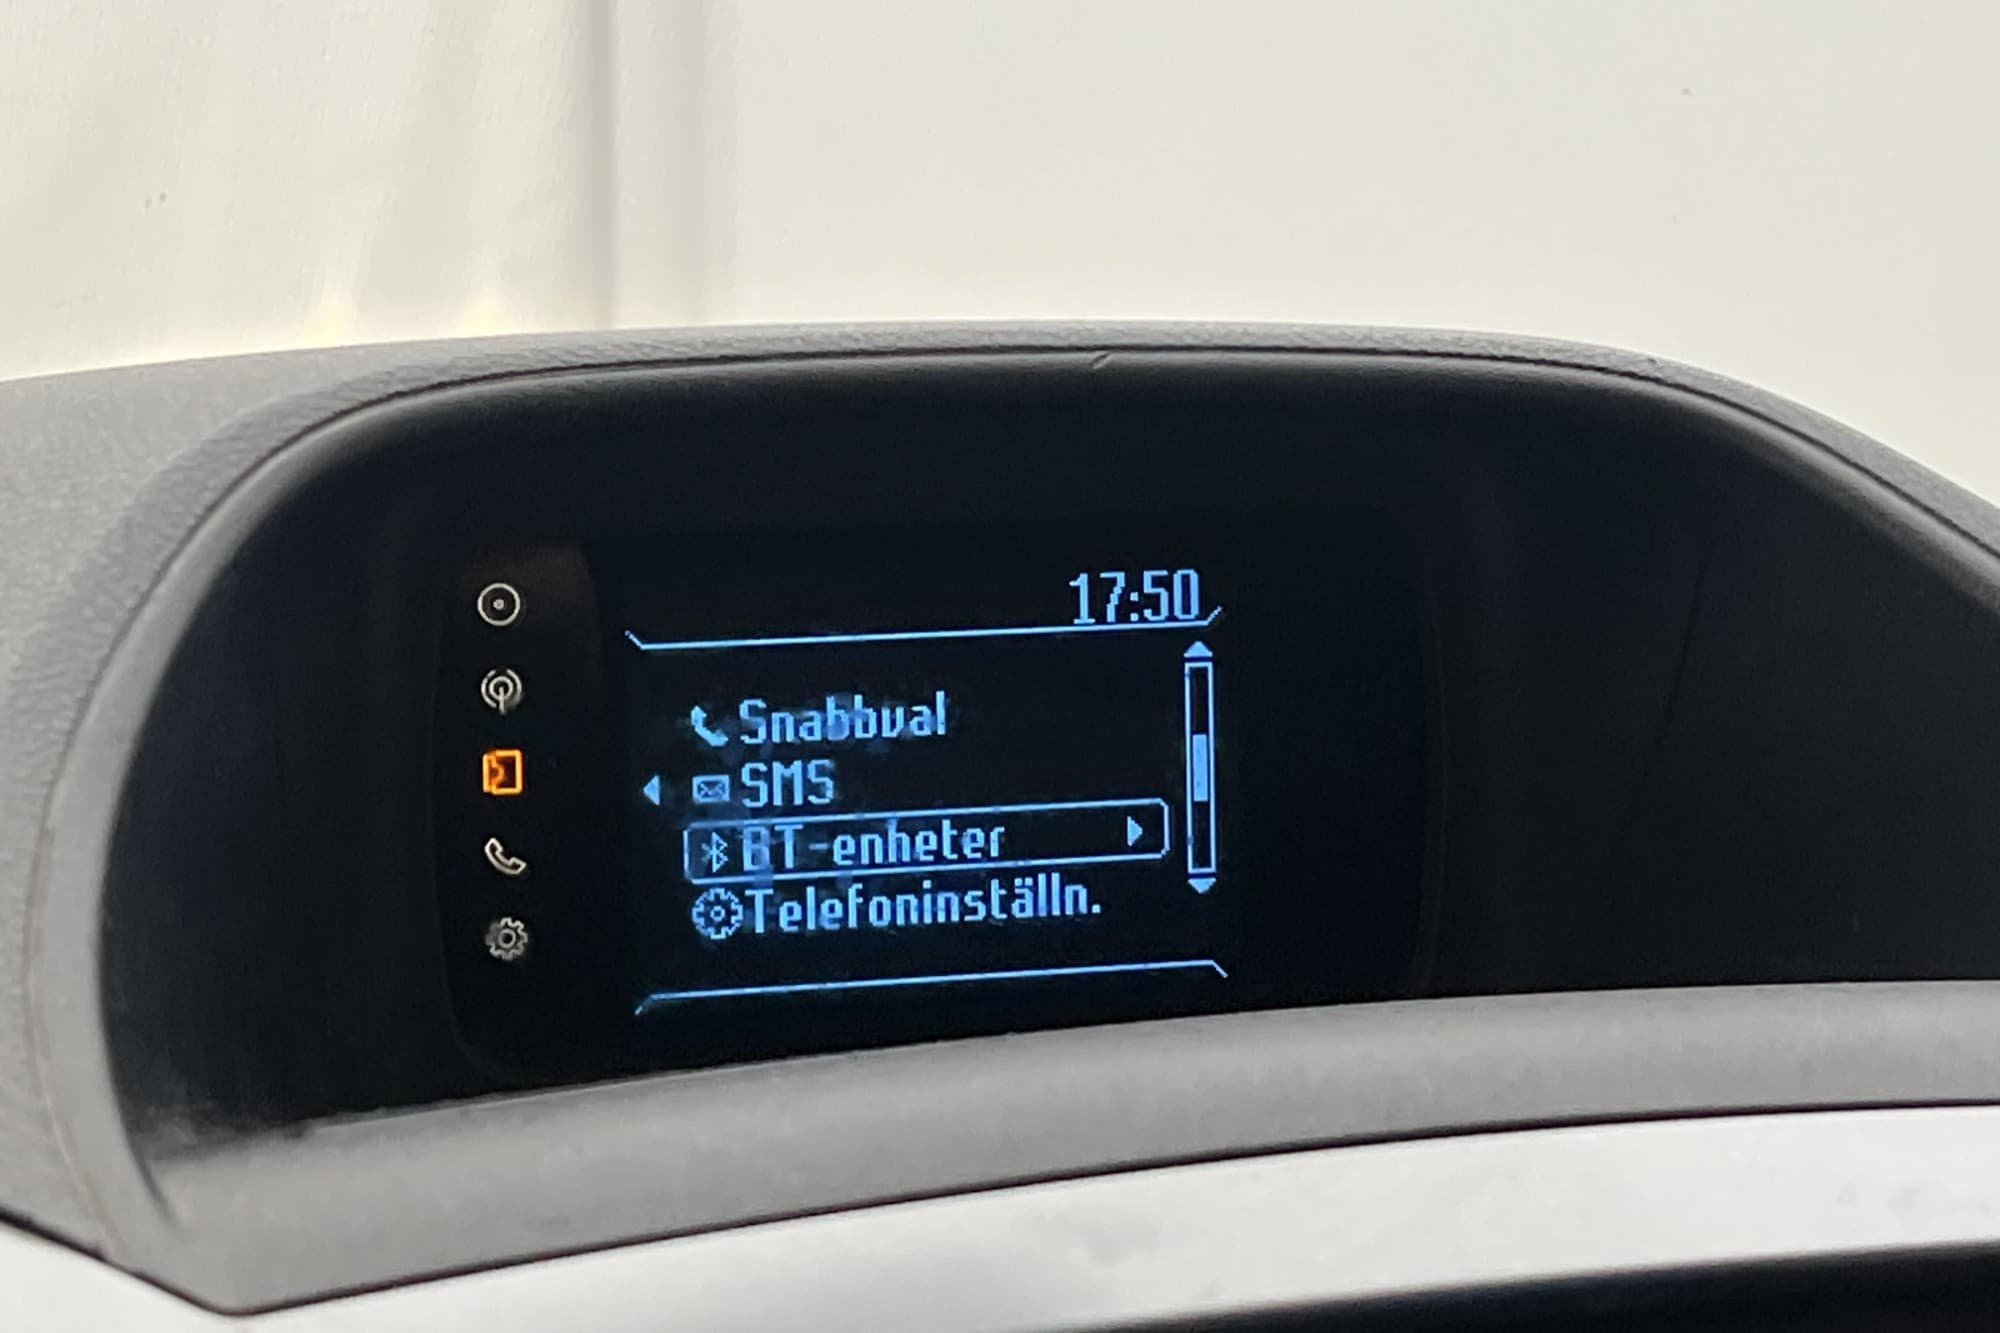 17:50
Snabbval
SMS
BT-enheter
Telefoninställn.